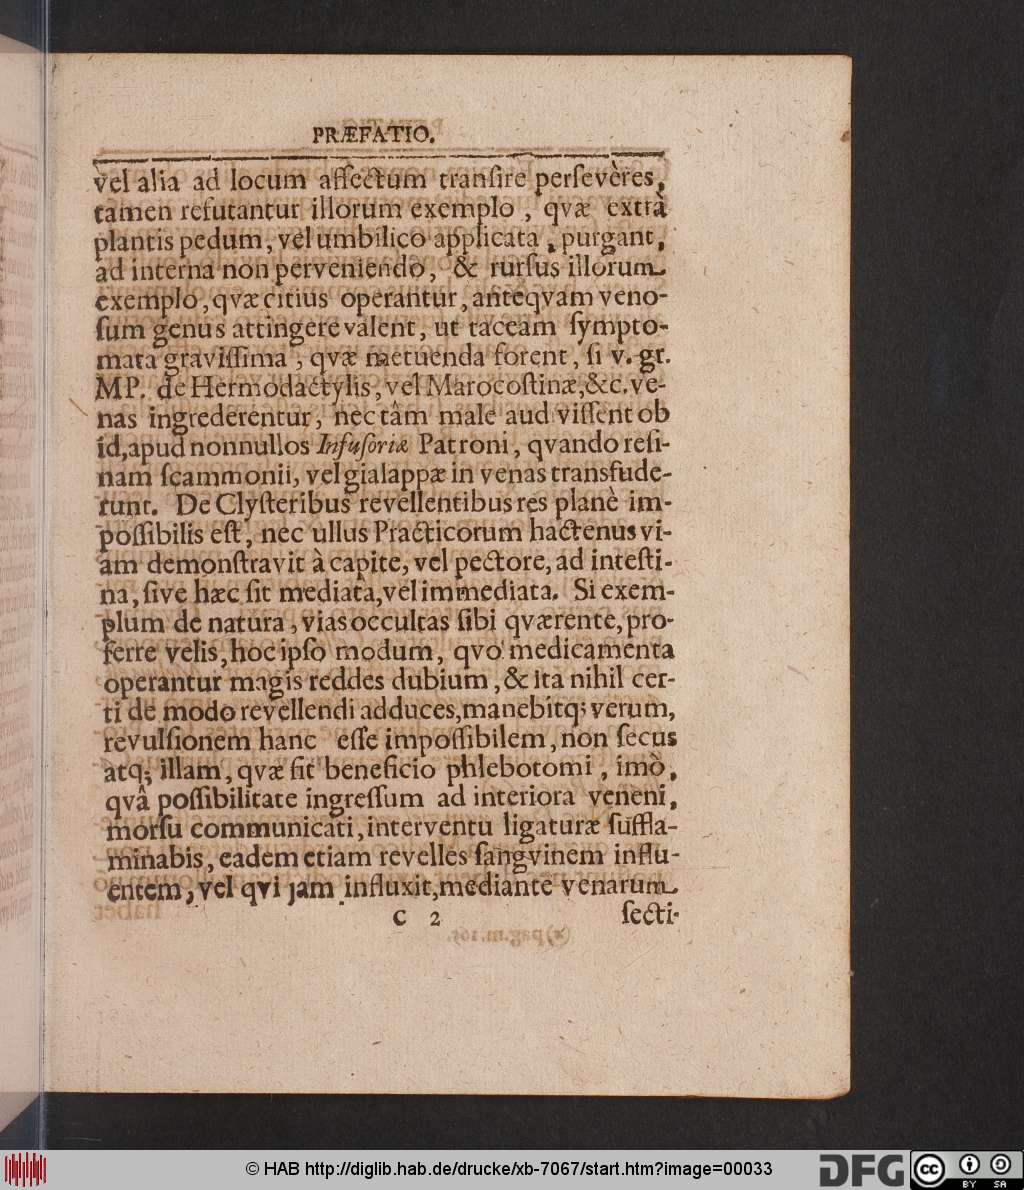 PRÆFATIO.
vel alia ad locum affectum tranſire perſevères,
tamen refutantur illorum exemplo, qvæ extrà
plantis pedum, vel umbilico applicata, purgant,
ad interna non perveniendo, & rurſus illorum
exemplo, qvæ citius operantur, anteqvam veno-
ſum genus attingere valent, ut taceam ſympto-
mata graviſſima, qvæ metuenda forent, ſi v. gr.
MP. de Hermodactylis, vel Marocoſtinæ, &c. ve-
nas ingrederentur, nec tâm male aud viſſent ob
id, apud nonnullos Infuſoriæ Patroni, qvando reſi-
nam ſcammonii, vel gialappæ in venas transfude-
runt. De Clyſteribus revellentibus res planè im-
poſſibilis eſt, nec ullus Practicorum hactenus vi-
am demonſtravit à capite, vel pectore, ad inteſti-
na, ſive hæc ſit mediata, vel immediata. Si exem-
plum de natura, vias occultas ſibi qværente, pro-
ferre velis, hoc ipſo modum, qvo medicamenta
operantur magis reddes dubium, & ita nihil cer-
ti de modo revellendi adduces, manebitq; verum,
revulſionem hanc eſſe impoſſibilem, non ſecus
atq; illam, qvæ fit beneficio phlebotomi, imò,
qvâ poſſibilitate ingreſſum ad interiora veneni,
morſu communicati, interventu ligaturæ ſuffla-
minabis, eadem etiam revelles ſangvinem influ-
entem, vel qvi jam influxit, mediante venarum
C 2 ſecti-
© HAB http://diglib.hab.de/drucke/xb-7067/start.htm?image=00033
DFG
cc
BY SA